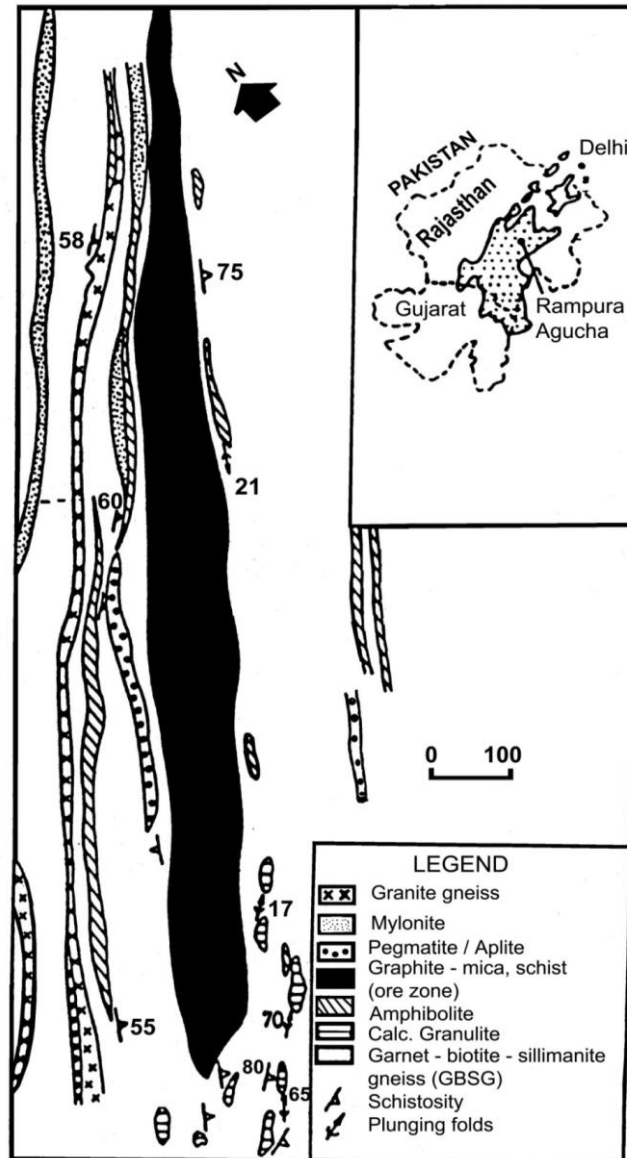 N
PAKISTAN
Delhi
Rajasthan
Gujarat
Rampura
Agucha
58
75
21
60
0 100
17
70
55
80
65
LEGEND
Granite gneiss
Mylonite
Pegmatite / Aplite
Graphite - mica, schist
(ore zone)
Amphibolite
Calc. Granulite
Garnet - biotite - sillimanite
gneiss (GBSG)
Schistosity
Plunging folds